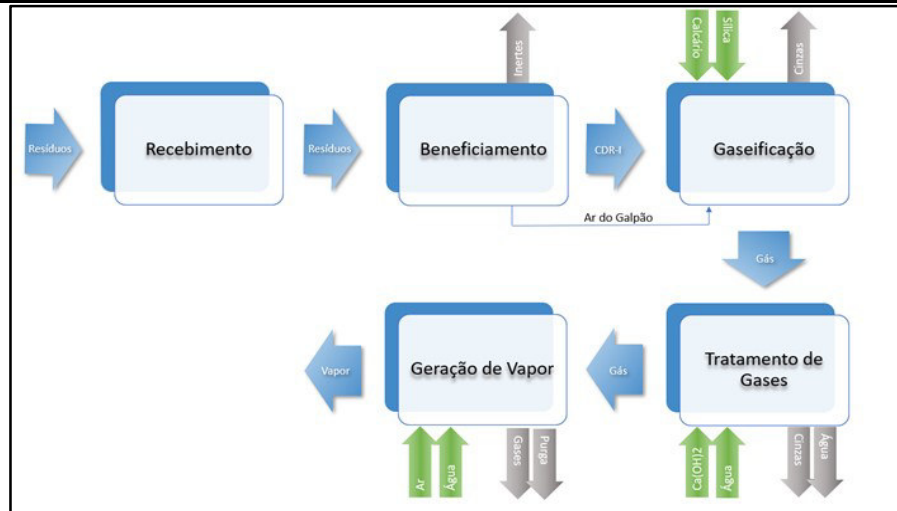 Resíduos
Recebimento
Resíduos
Beneficiamento
Inertes
CDR-I
Ar do Galpão
Calcário
Sílica
Cinzas
Gaseificação
Gás
Tratamento de
Gases
Ca(OH)2
Água
Cinzas
Água
Gás
Geração de Vapor
Ar
Água
Gases
Purga
Vapor